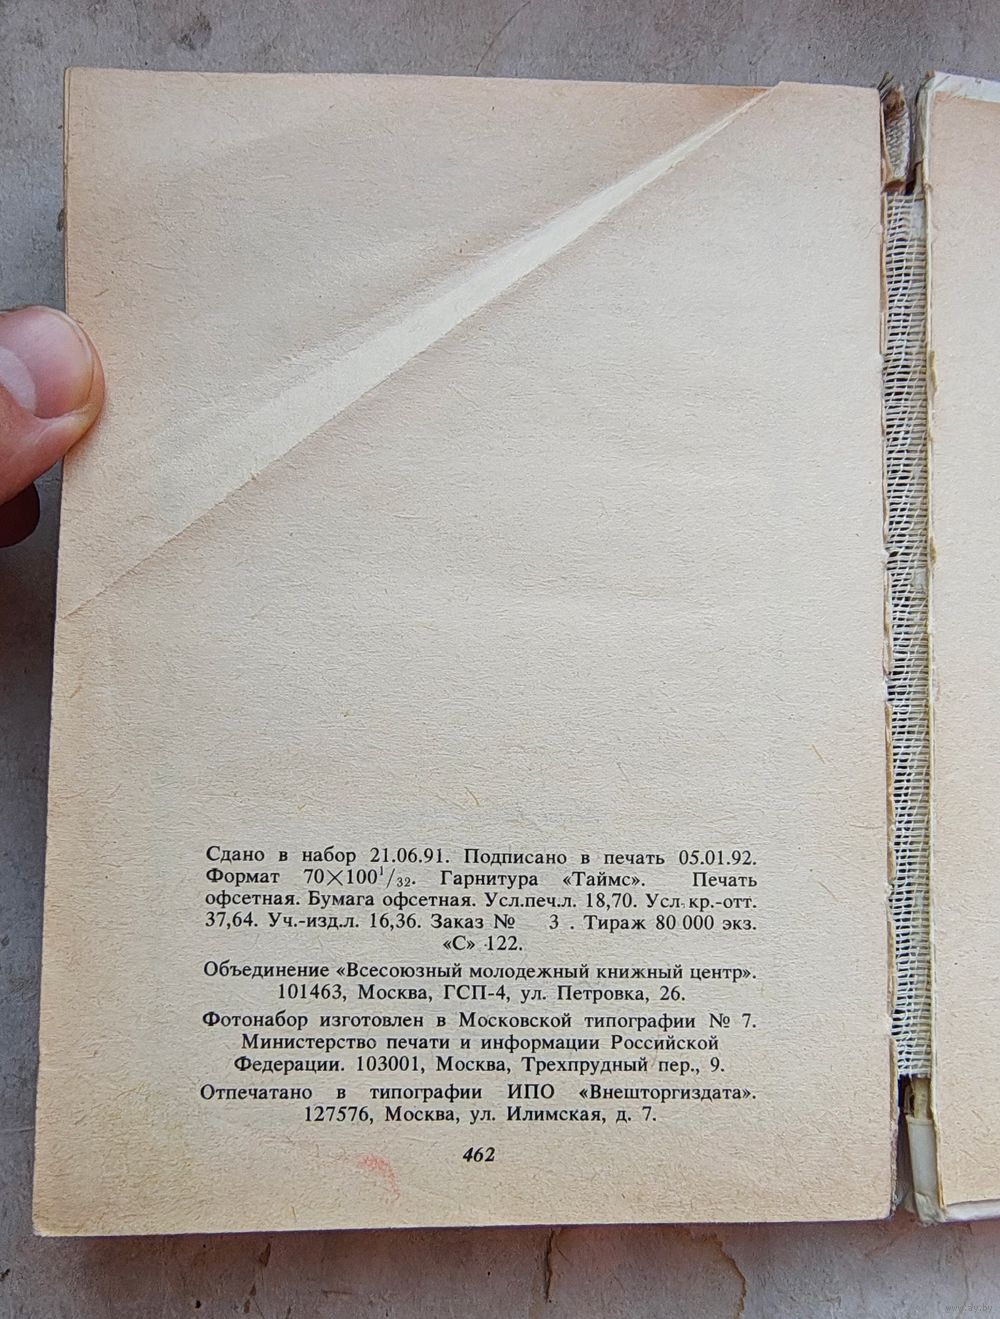 Сдано в набор 21.06.91. Подписано в печать 05.01.92.
Формат 70×100¹/₃₂. Гарнитура «Таймс». Печать
офсетная. Бумага офсетная. Усл.печ.л. 18,70. Усл.кр.-отт.
37,64. Уч.-изд.л. 16,36. Заказ № 3 . Тираж 80 000 экз.
«С» 122.
Объединение «Всесоюзный молодежный книжный центр».
101463, Москва, ГСП-4, ул. Петровка, 26.
Фотонабор изготовлен в Московской типографии № 7.
Министерство печати и информации Российской
Федерации. 103001, Москва, Трехпрудный пер., 9.
Отпечатано в типографии ИПО «Внешторгиздата».
127576, Москва, ул. Илимская, д. 7.
462
www.ay.by